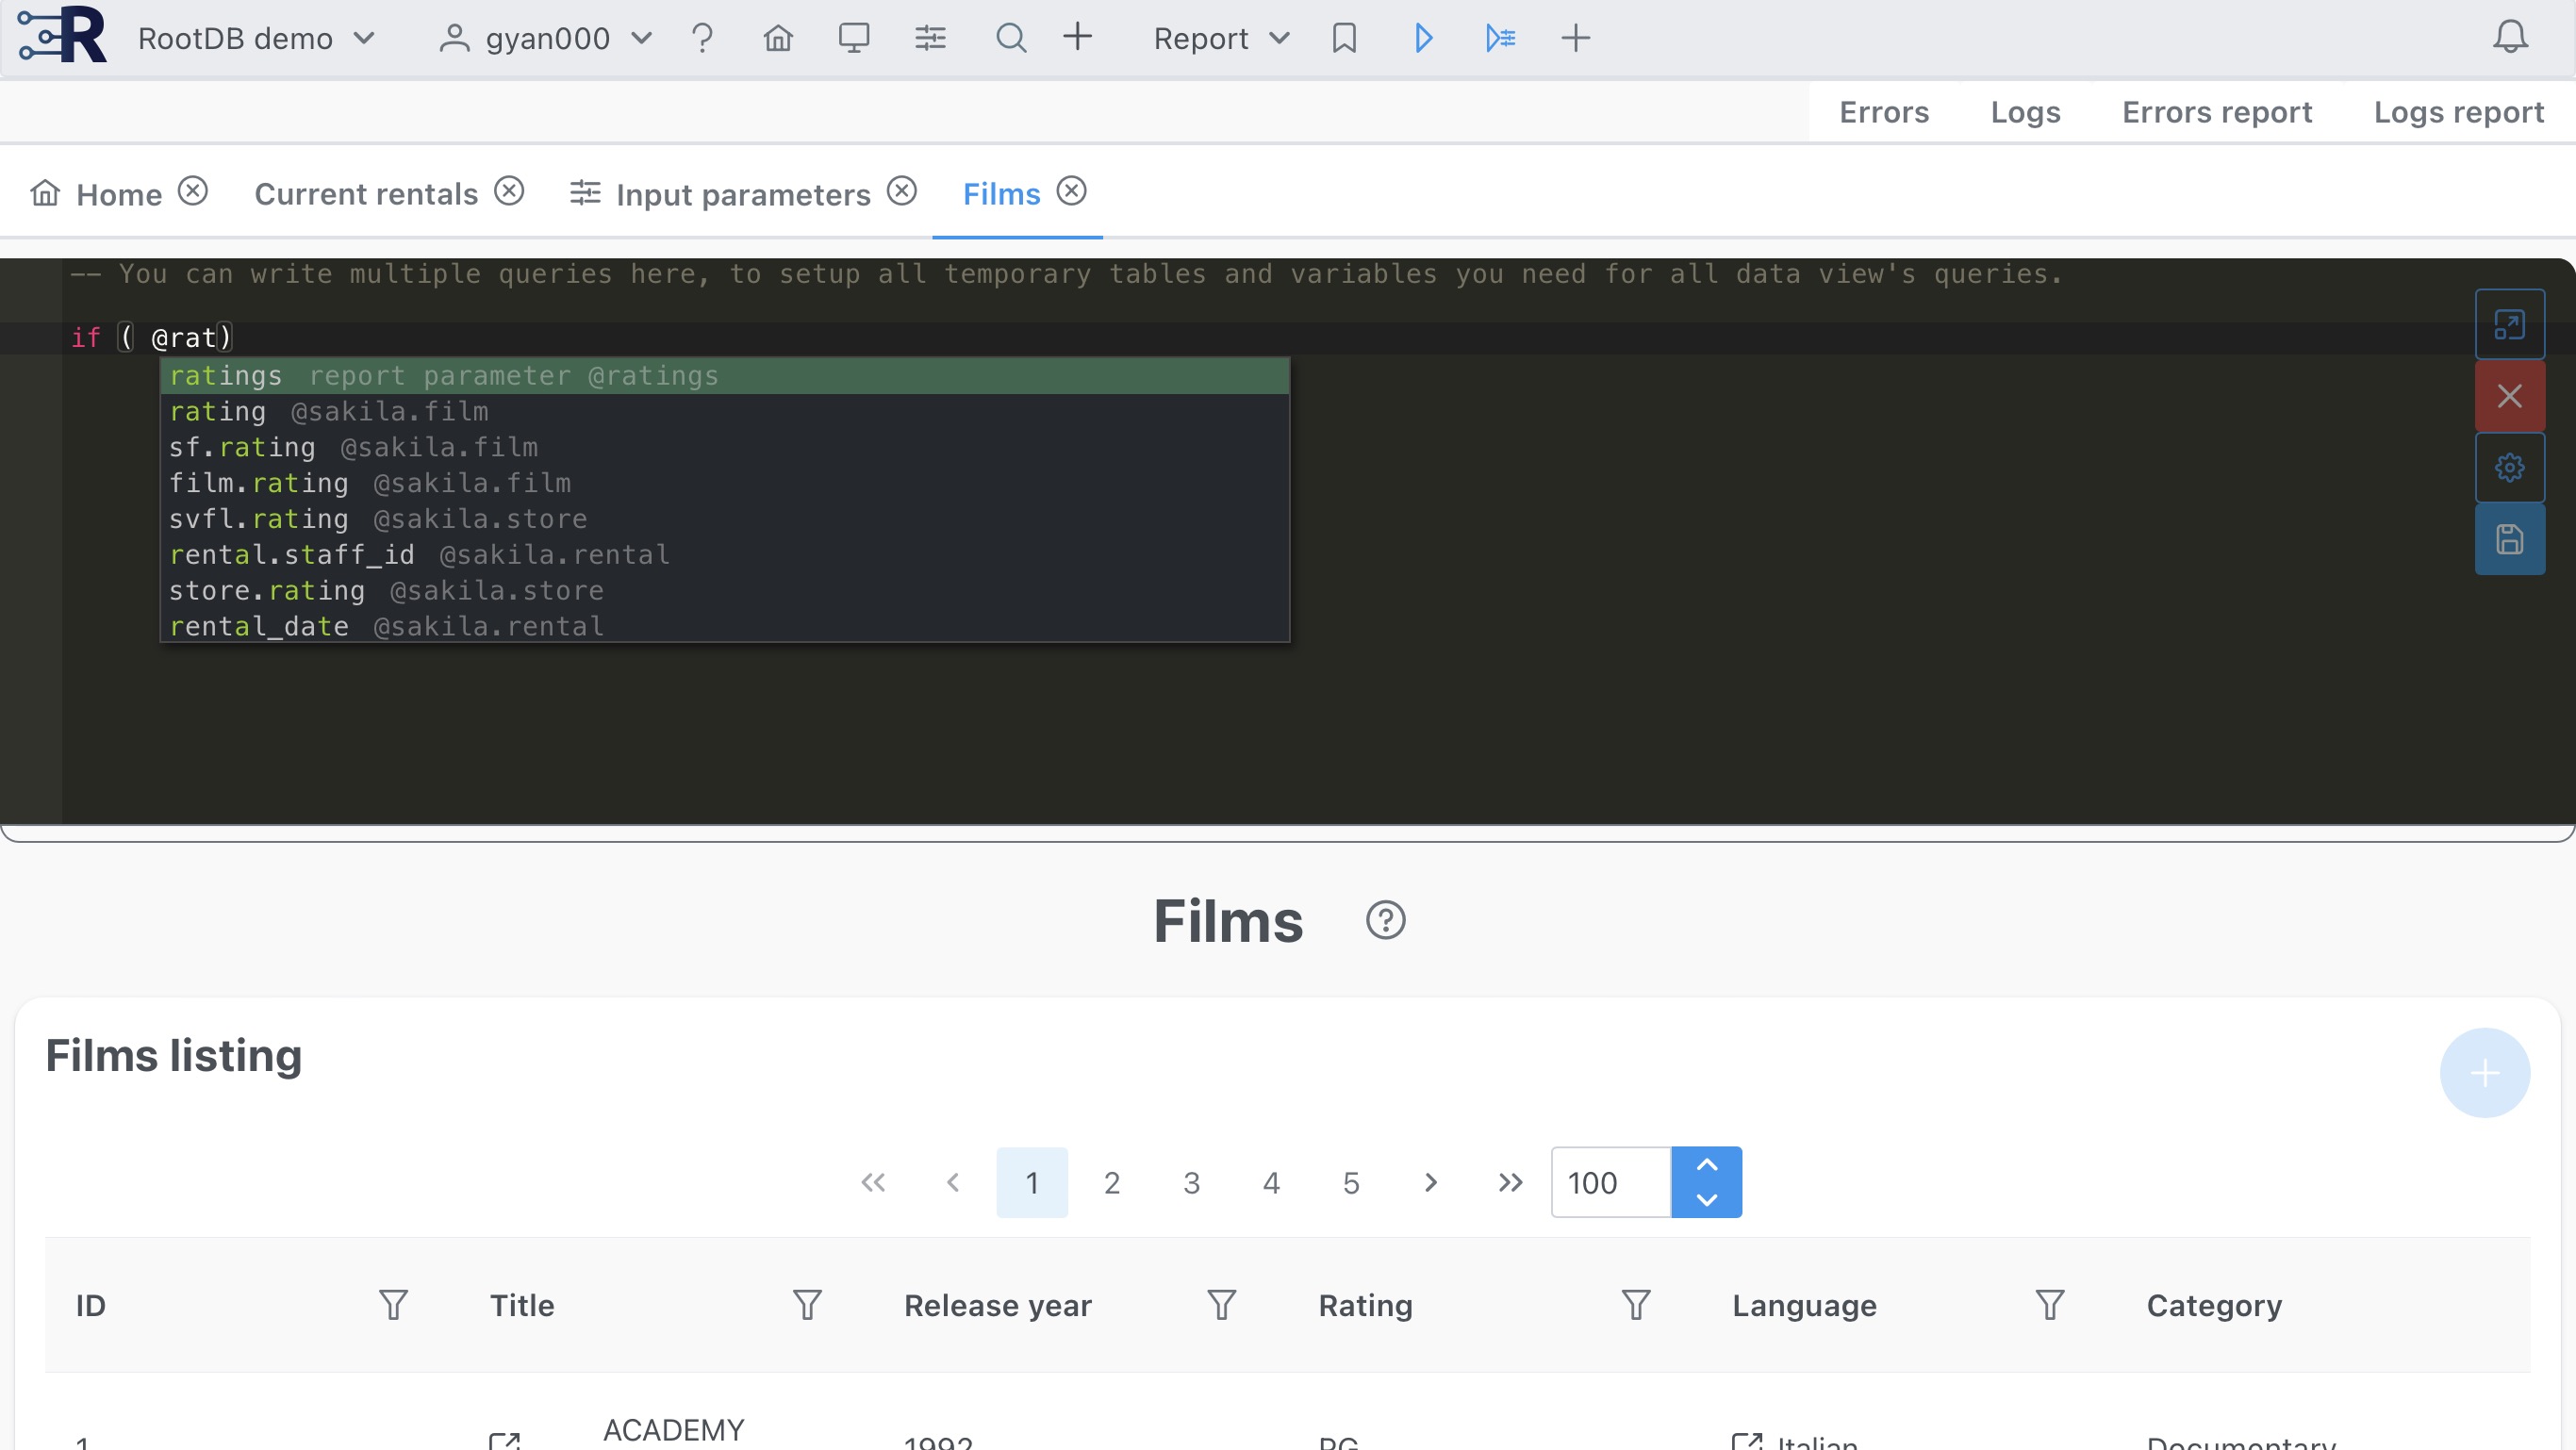 R RootDB demo gyan000 Report
Errors Logs Errors report Logs report
Home Current rentals Input parameters Films
-- You can write multiple queries here, to setup all temporary tables and variables you need for all data view's queries.
if ( @rat)
ratings report parameter @ratings
rating @sakila.film
sf.rating @sakila.film
film.rating @sakila.film
svfl.rating @sakila.store
rental.staff_id @sakila.rental
store.rating @sakila.store
rental_date @sakila.rental
Films
Films listing
1 2 3 4 5 100
ID Title Release year Rating Language Category
1 ACADEMY 1992 PG Italian Documentary